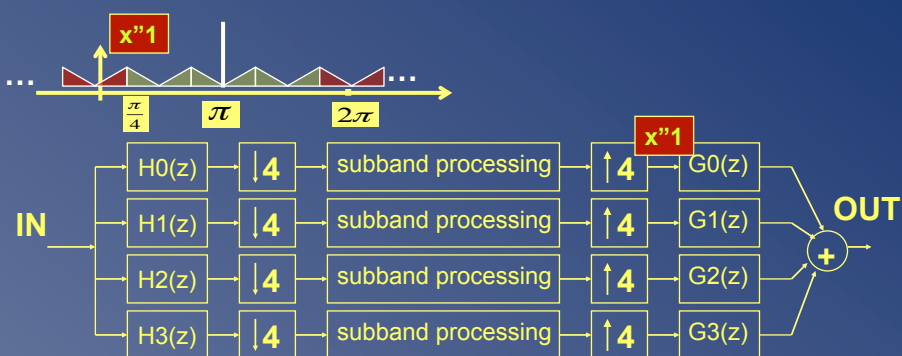 x”1
... ...
π/4 π 2π
x”1
H0(z) ↓4 subband processing ↑4 G0(z)
IN OUT
H1(z) ↓4 subband processing ↑4 G1(z)
+
H2(z) ↓4 subband processing ↑4 G2(z)
H3(z) ↓4 subband processing ↑4 G3(z)